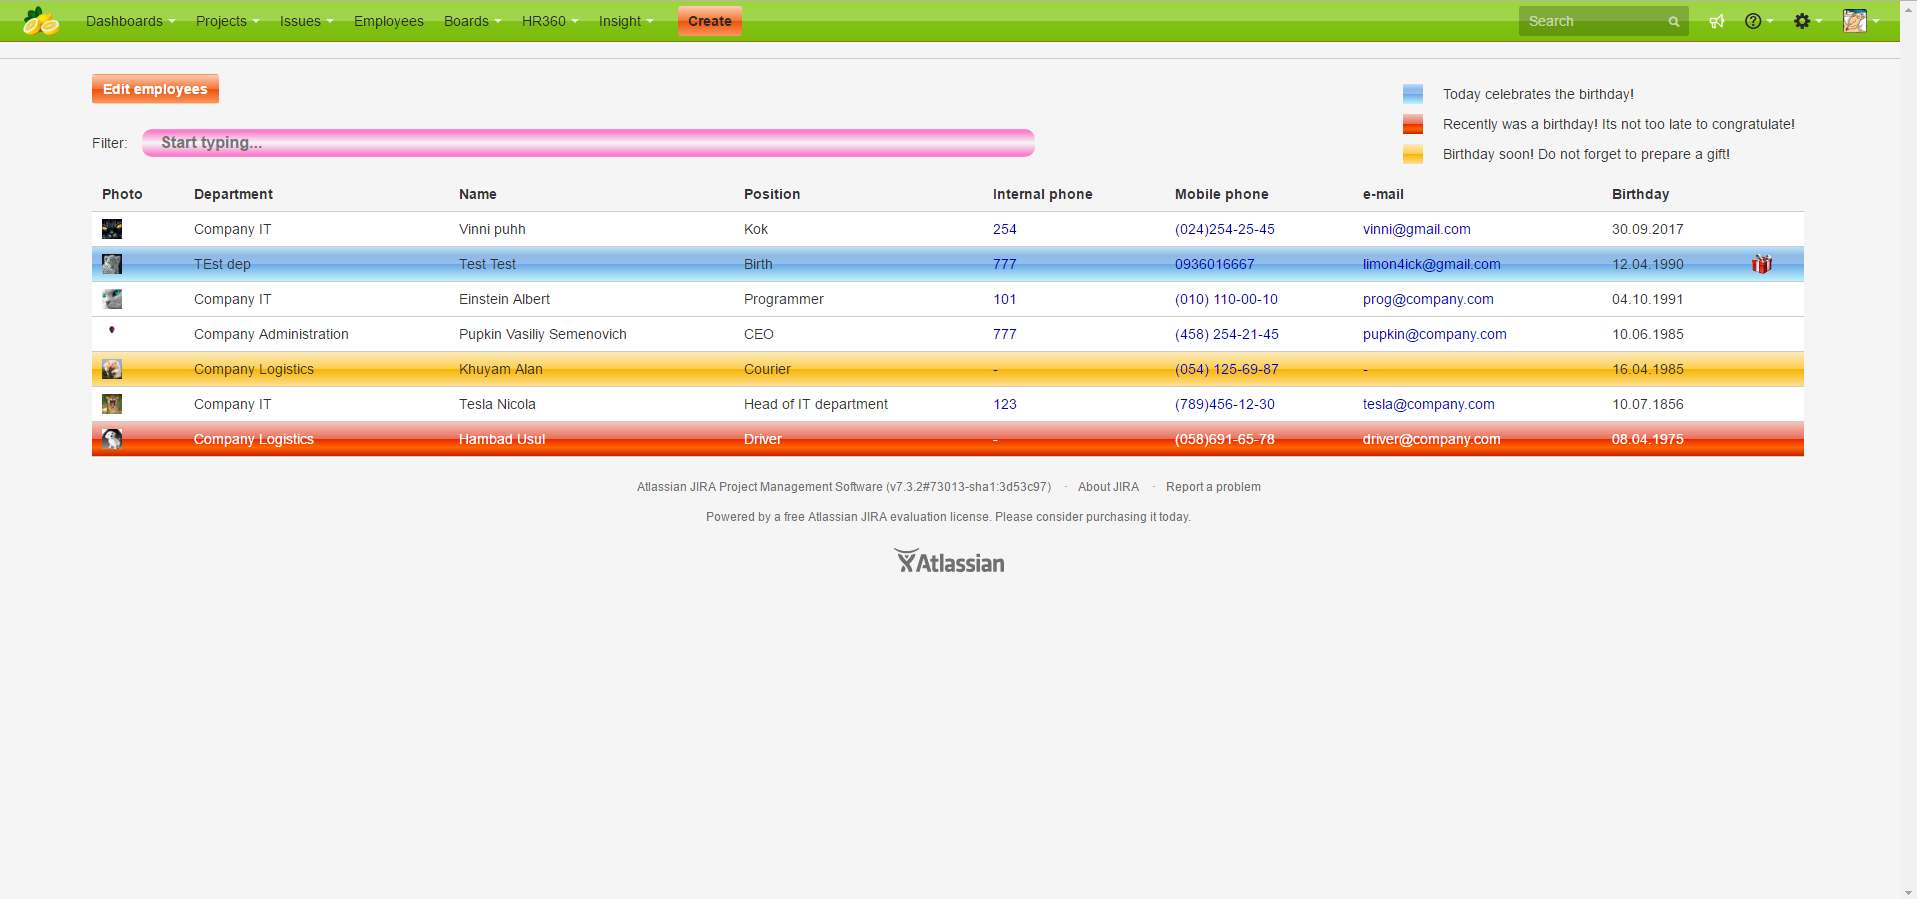 Dashboards Projects Issues Employees Boards HR360 Insight Create Search
Edit employees
Today celebrates the birthday!
Recently was a birthday! Its not too late to congratulate!
Birthday soon! Do not forget to prepare a gift!
Filter: Start typing...
Photo Department Name Position Internal phone Mobile phone e-mail Birthday
Company IT Vinni puhh Kok 254 (024)254-25-45 vinni@gmail.com 30.09.2017
TEst dep Test Test Birth 777 0936016667 limon4ick@gmail.com 12.04.1990
Company IT Einstein Albert Programmer 101 (010) 110-00-10 prog@company.com 04.10.1991
Company Administration Pupkin Vasiliy Semenovich CEO 777 (458) 254-21-45 pupkin@company.com 10.06.1985
Company Logistics Khuyam Alan Courier - (054) 125-69-87 - 16.04.1985
Company IT Tesla Nicola Head of IT department 123 (789)456-12-30 tesla@company.com 10.07.1856
Company Logistics Hambad Usul Driver - (058)691-65-78 driver@company.com 08.04.1975
Atlassian JIRA Project Management Software (v7.3.2#73013-sha1:3d53c97) · About JIRA · Report a problem
Powered by a free Atlassian JIRA evaluation license. Please consider purchasing it today.
Atlassian